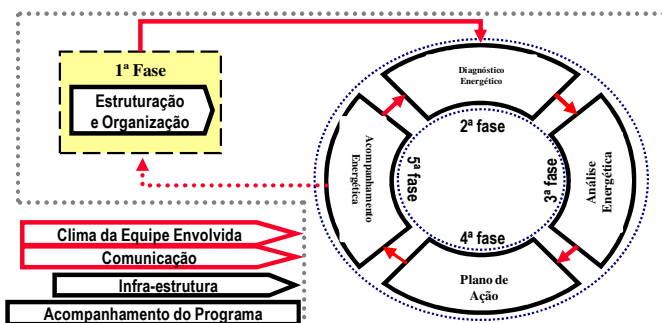 1ª Fase
Estruturação
e Organização
Diagnóstico
Energético
2ª fase
Análise
Energética
3ª fase
4ª fase
Plano de
Ação
Acompanhamento
Energética
5ª fase
Clima da Equipe Envolvida
Comunicação
Infra-estrutura
Acompanhamento do Programa